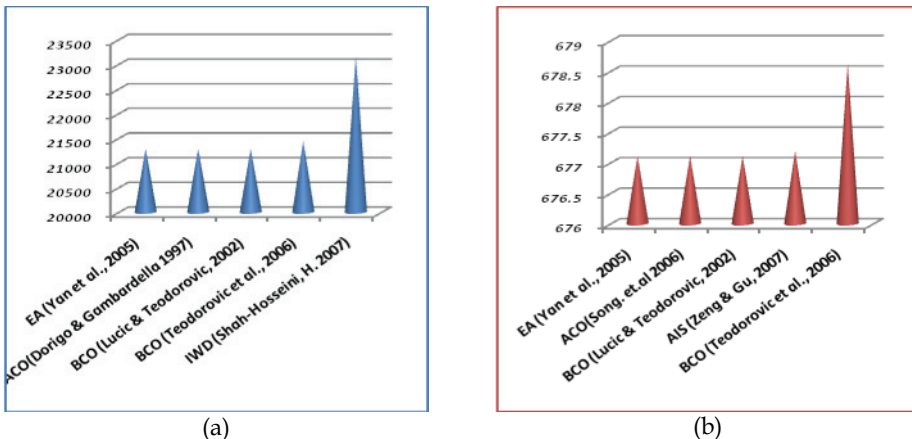 23500
23000
22500
22000
21500
21000
20500
20000
EA (Yan et al., 2005)
ACO(Dorigo & Gambardella 1997)
BCO (Lucic & Teodorovic, 2002)
BCO (Teodorovic et al., 2006)
IWD (Shah-Hosseini, H. 2007)
(a)
679
678.5
678
677.5
677
676.5
676
EA (Yan et al., 2005)
ACO(Song. et.al 2006)
BCO (Lucic & Teodorovic, 2002)
AIS (Zeng & Gu, 2007)
BCO (Teodorovic et al., 2006)
(b)